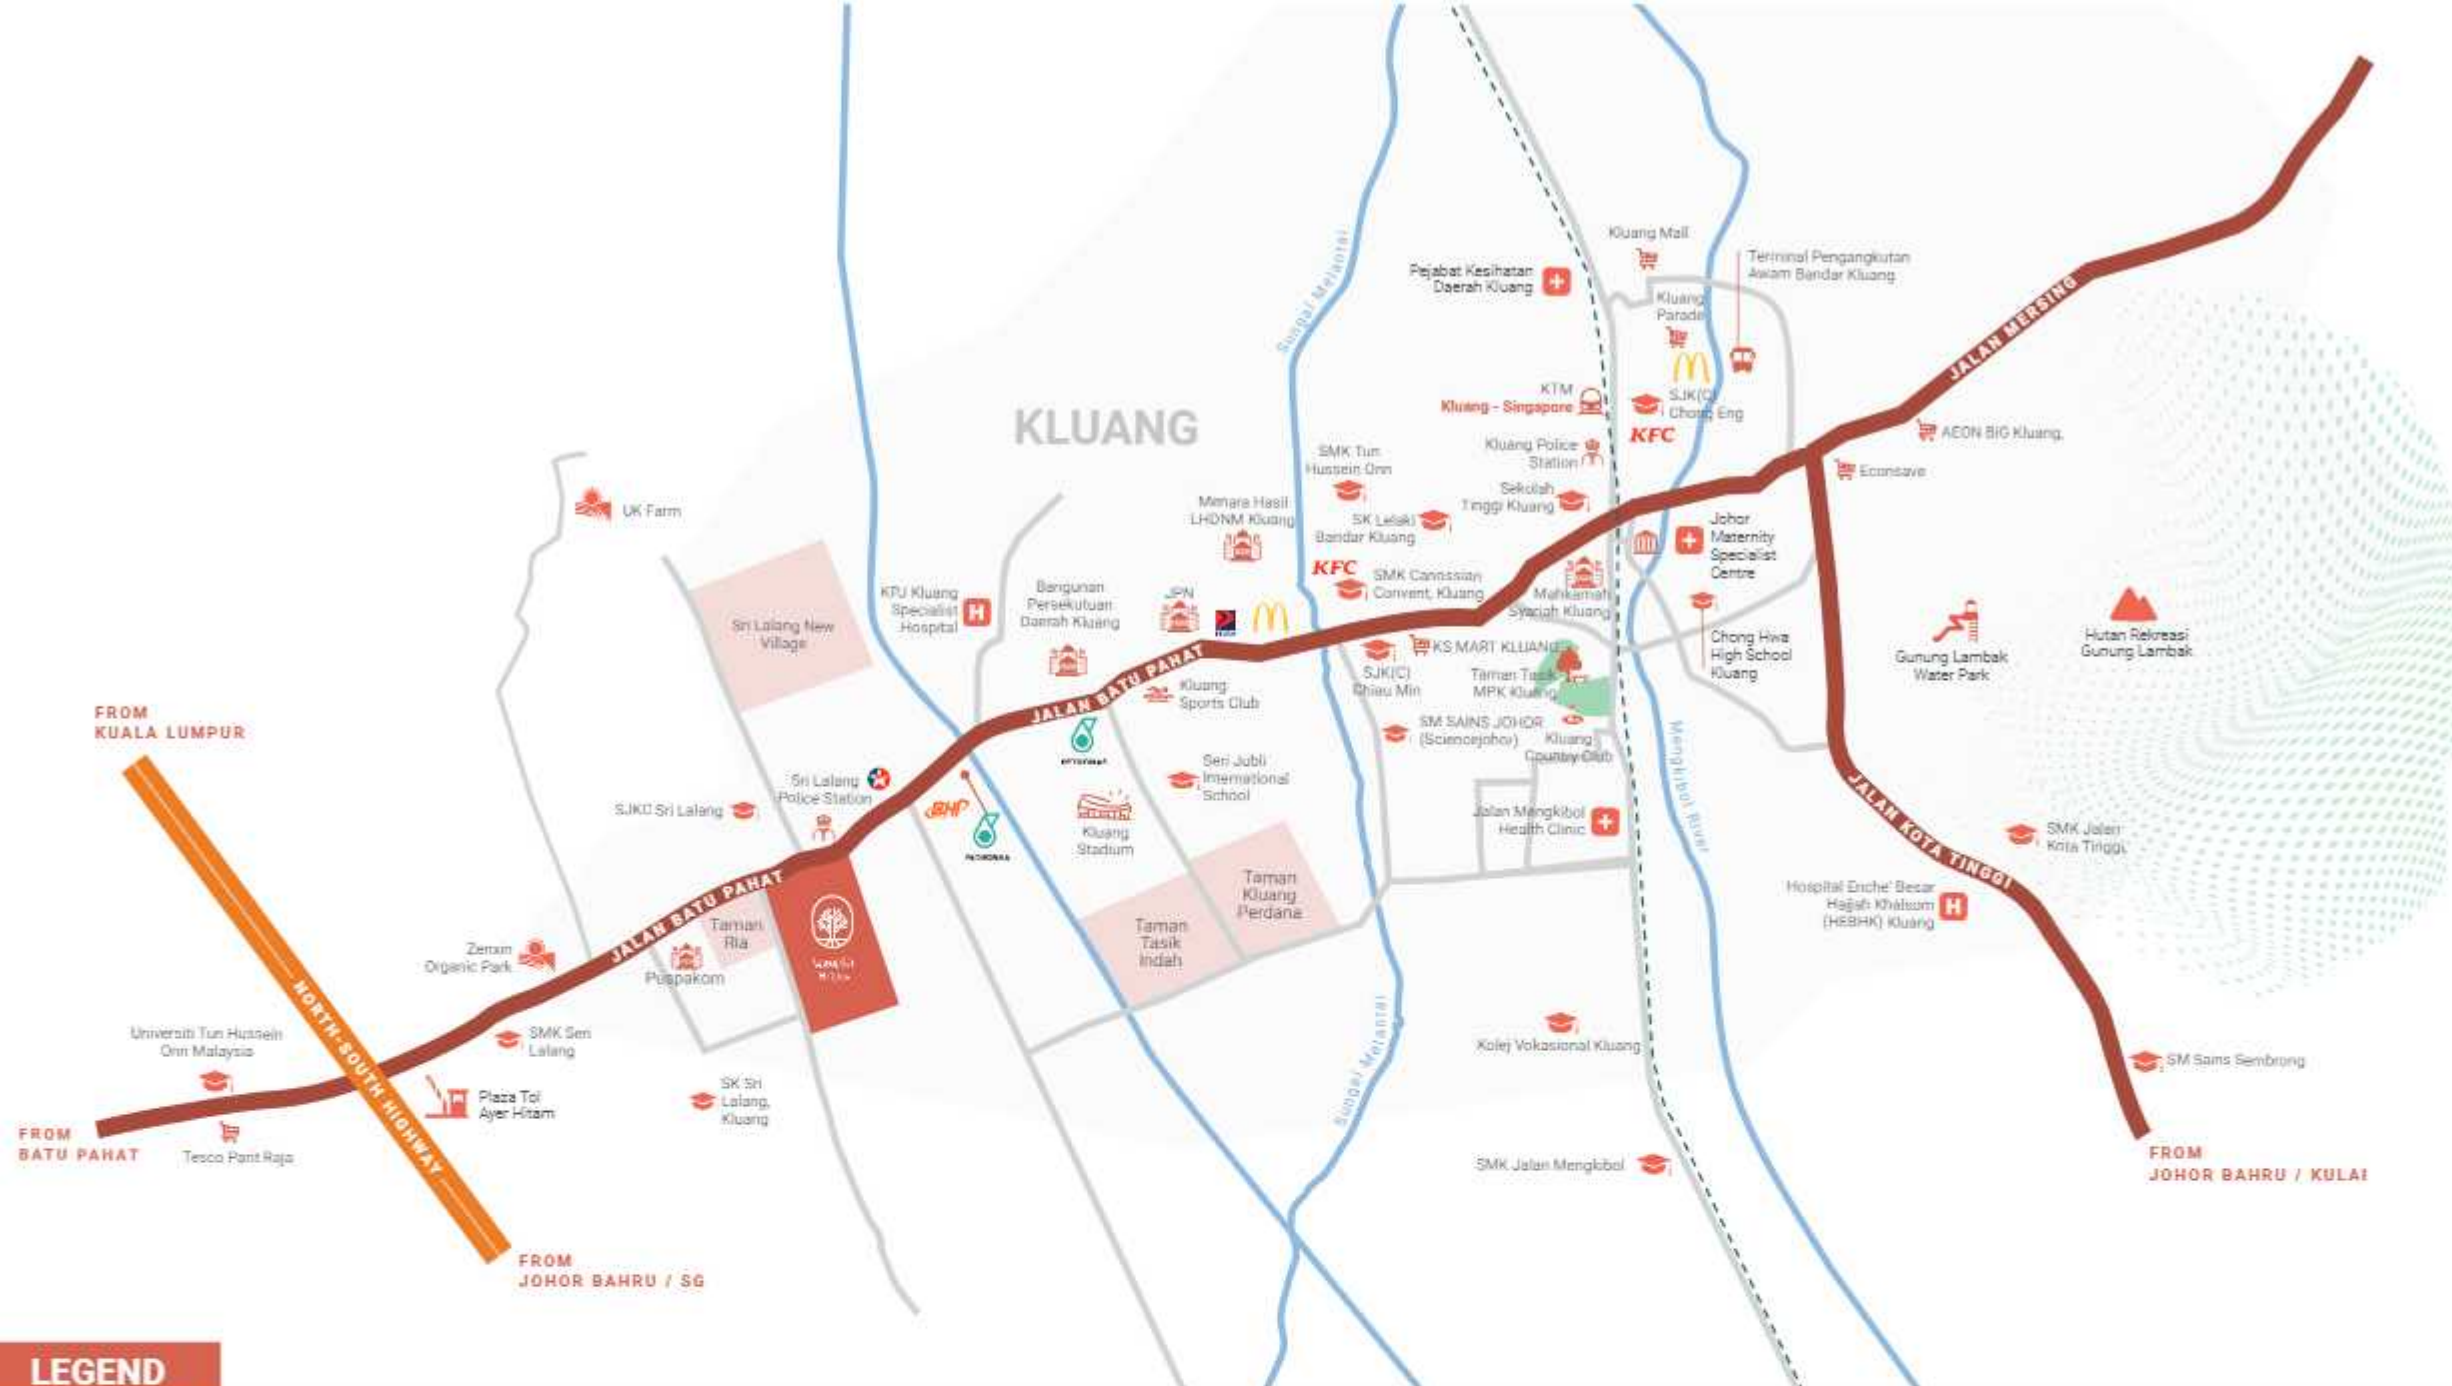 Kluang Mall
Terminal Pengangkutan
Awam Bandar Kluang
Pejabat Kesihatan
Daerah Kluang
Kluang
Parade
Sungai Melantai
JALAN MERSING
KTM
Kluang - Singapore
SJK(C)
Chong Eng
KFC
KLUANG
AEON BiG Kluang
Econsave
Kluang Police
Station
SMK Tun
Hussein Onn
Sekolah
Tinggi Kluang
Menara Hasil
LHDNM Kluang
SK Lelaki
Bandar Kluang
UK Farm
Johor
Maternity
Specialist
Centre
KFC
SMK Canossian
Convent, Kluang
Mahkamah
Syariah Kluang
KPJ Kluang
Specialist
Hospital
H
Bangunan
Persekutuan
Daerah Kluang
JPN
Sri Lalang New
Village
Chong Hwa
High School
Kluang
Gunung Lambak
Water Park
Hutan Rekreasi
Gunung Lambak
KS MART KLUANG
SJK(C)
Chiau Min
Taman Tasik
MPK Kluang
JALAN BATU PAHAT
Kluang
Sports Club
SM SAINS JOHOR
(Sciencejohor)
Kluang
Country Club
Mengkibol River
FROM
KUALA LUMPUR
PETRONAS
Seri Jubli
International
School
Sri Lalang
Police Station
SJKC Sri Lalang
BHP
PETRONAS
Kluang
Stadium
Jalan Mengkibol
Health Clinic
JALAN KOTA TINGGI
SMK Jalan
Kota Tinggi
Taman
Kluang
Perdana
Hospital Enche' Besar
Hajjah Khalsom
(HEBHK) Kluang
H
JALAN BATU PAHAT
Taman
Ria
Taman
Tasik
Indah
Zenxin
Organic Park
Puspakom
NORTH-SOUTH HIGHWAY
Universiti Tun Hussein
Onn Malaysia
SMK Seri
Lalang
Sungai Melantai
Kolej Vokasional Kluang
SM Sains Sembrong
Plaza Tol
Ayer Hitam
SK Sri
Lalang,
Kluang
FROM
BATU PAHAT
Tesco Parit Raja
SMK Jalan Mengkibol
FROM
JOHOR BAHRU / KULAI
FROM
JOHOR BAHRU / SG
LEGEND